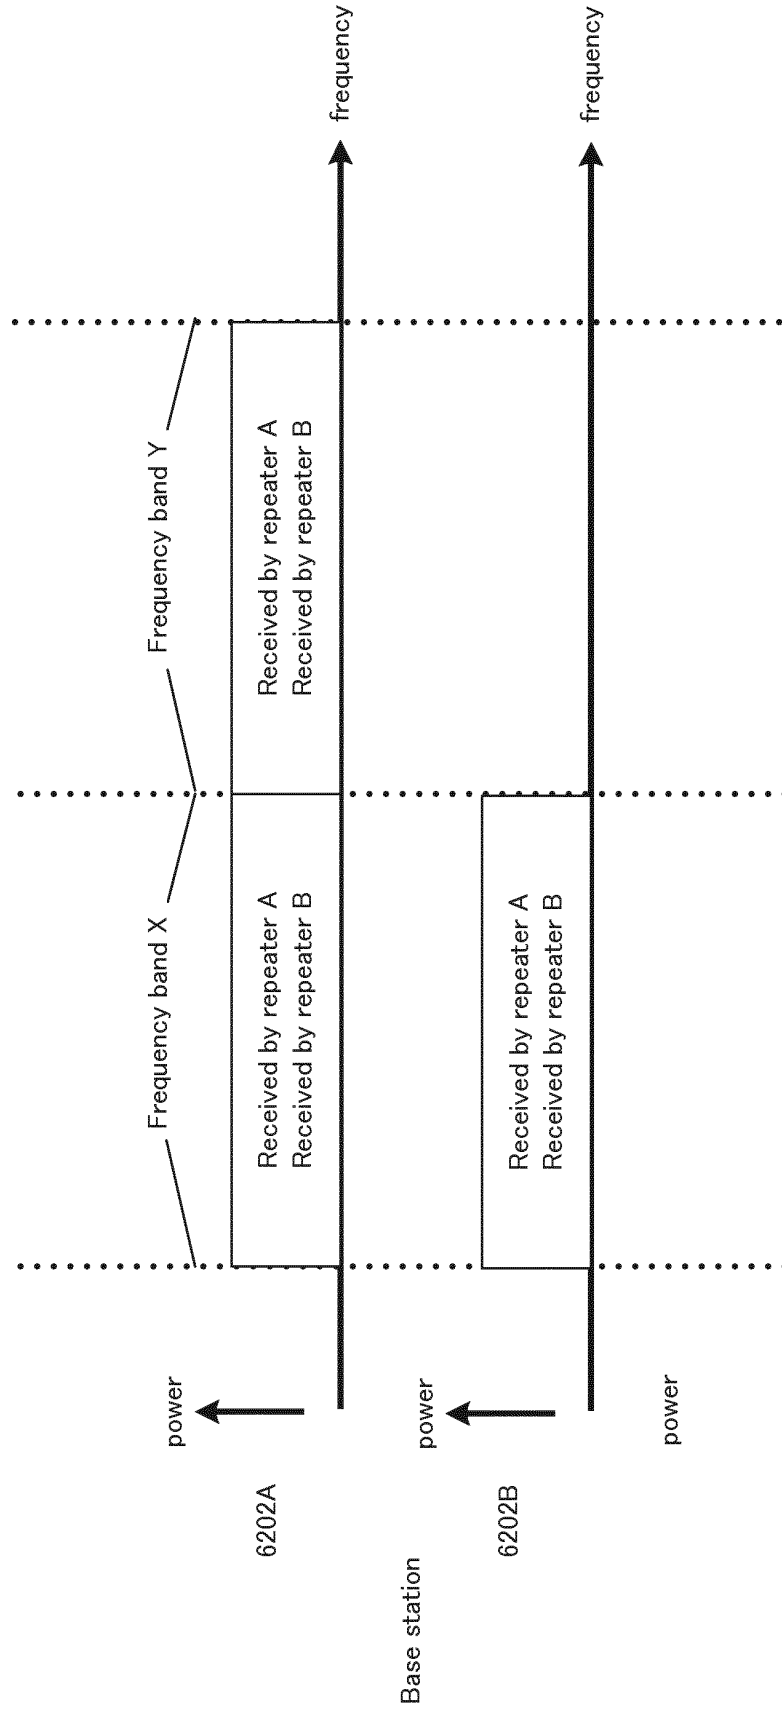 Frequency band X
Frequency band Y
power
6202A
Received by repeater A
Received by repeater B
Received by repeater A
Received by repeater B
frequency
Base station
power
6202B
Received by repeater A
Received by repeater B
frequency
power